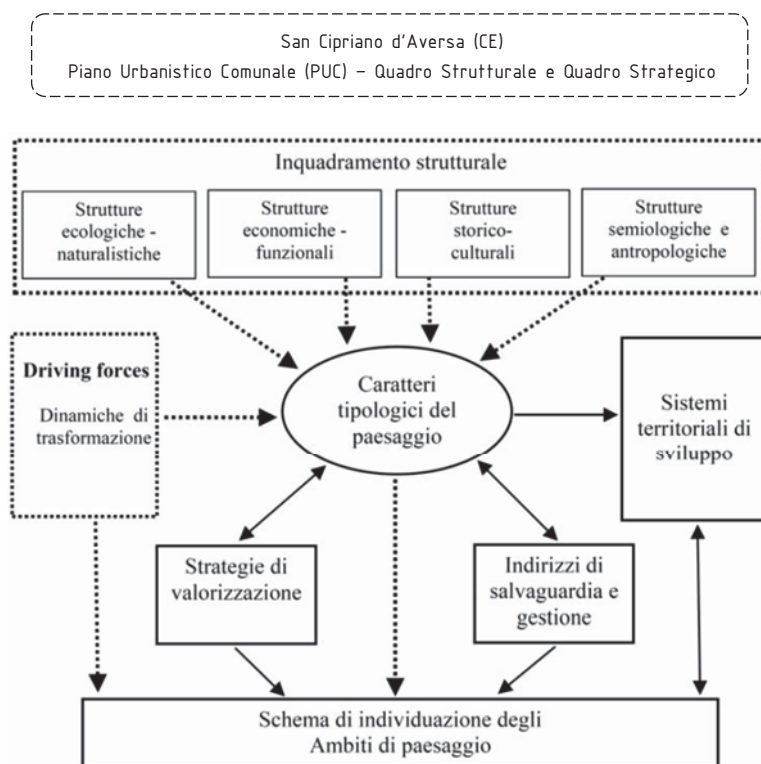 San Cipriano d'Aversa (CE)
Piano Urbanistico Comunale (PUC) – Quadro Strutturale e Quadro Strategico
Inquadramento strutturale
Strutture
ecologiche -
naturalistiche
Strutture
economiche -
funzionali
Strutture
storico-
culturali
Strutture
semiologiche e
antropologiche
Driving forces
Dinamiche di
trasformazione
Caratteri
tipologici del
paesaggio
Sistemi
territoriali di
sviluppo
Strategie di
valorizzazione
Indirizzi di
salvaguardia e
gestione
Schema di individuazione degli
Ambiti di paesaggio